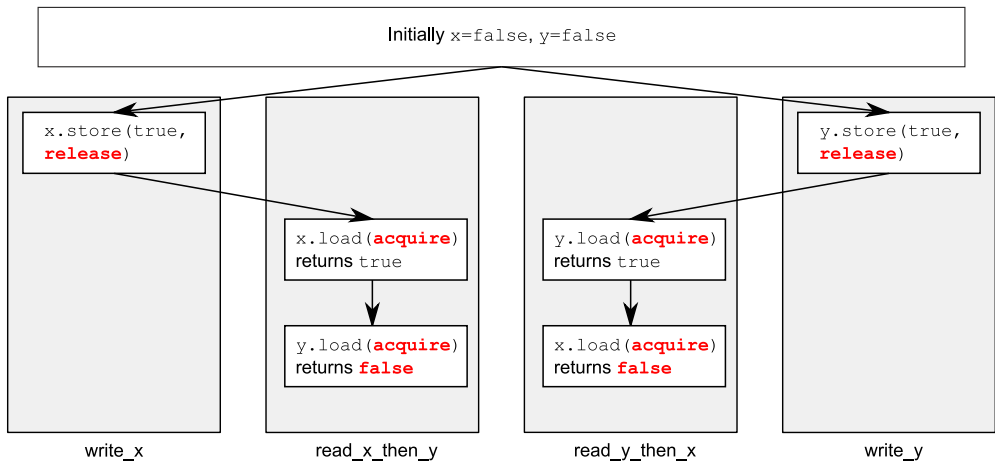 Initially x=false, y=false
x.store(true,
release)
y.store(true,
release)
x.load(acquire)
returns true
y.load(acquire)
returns true
y.load(acquire)
returns false
x.load(acquire)
returns false
write_x
read_x_then_y
read_y_then_x
write_y